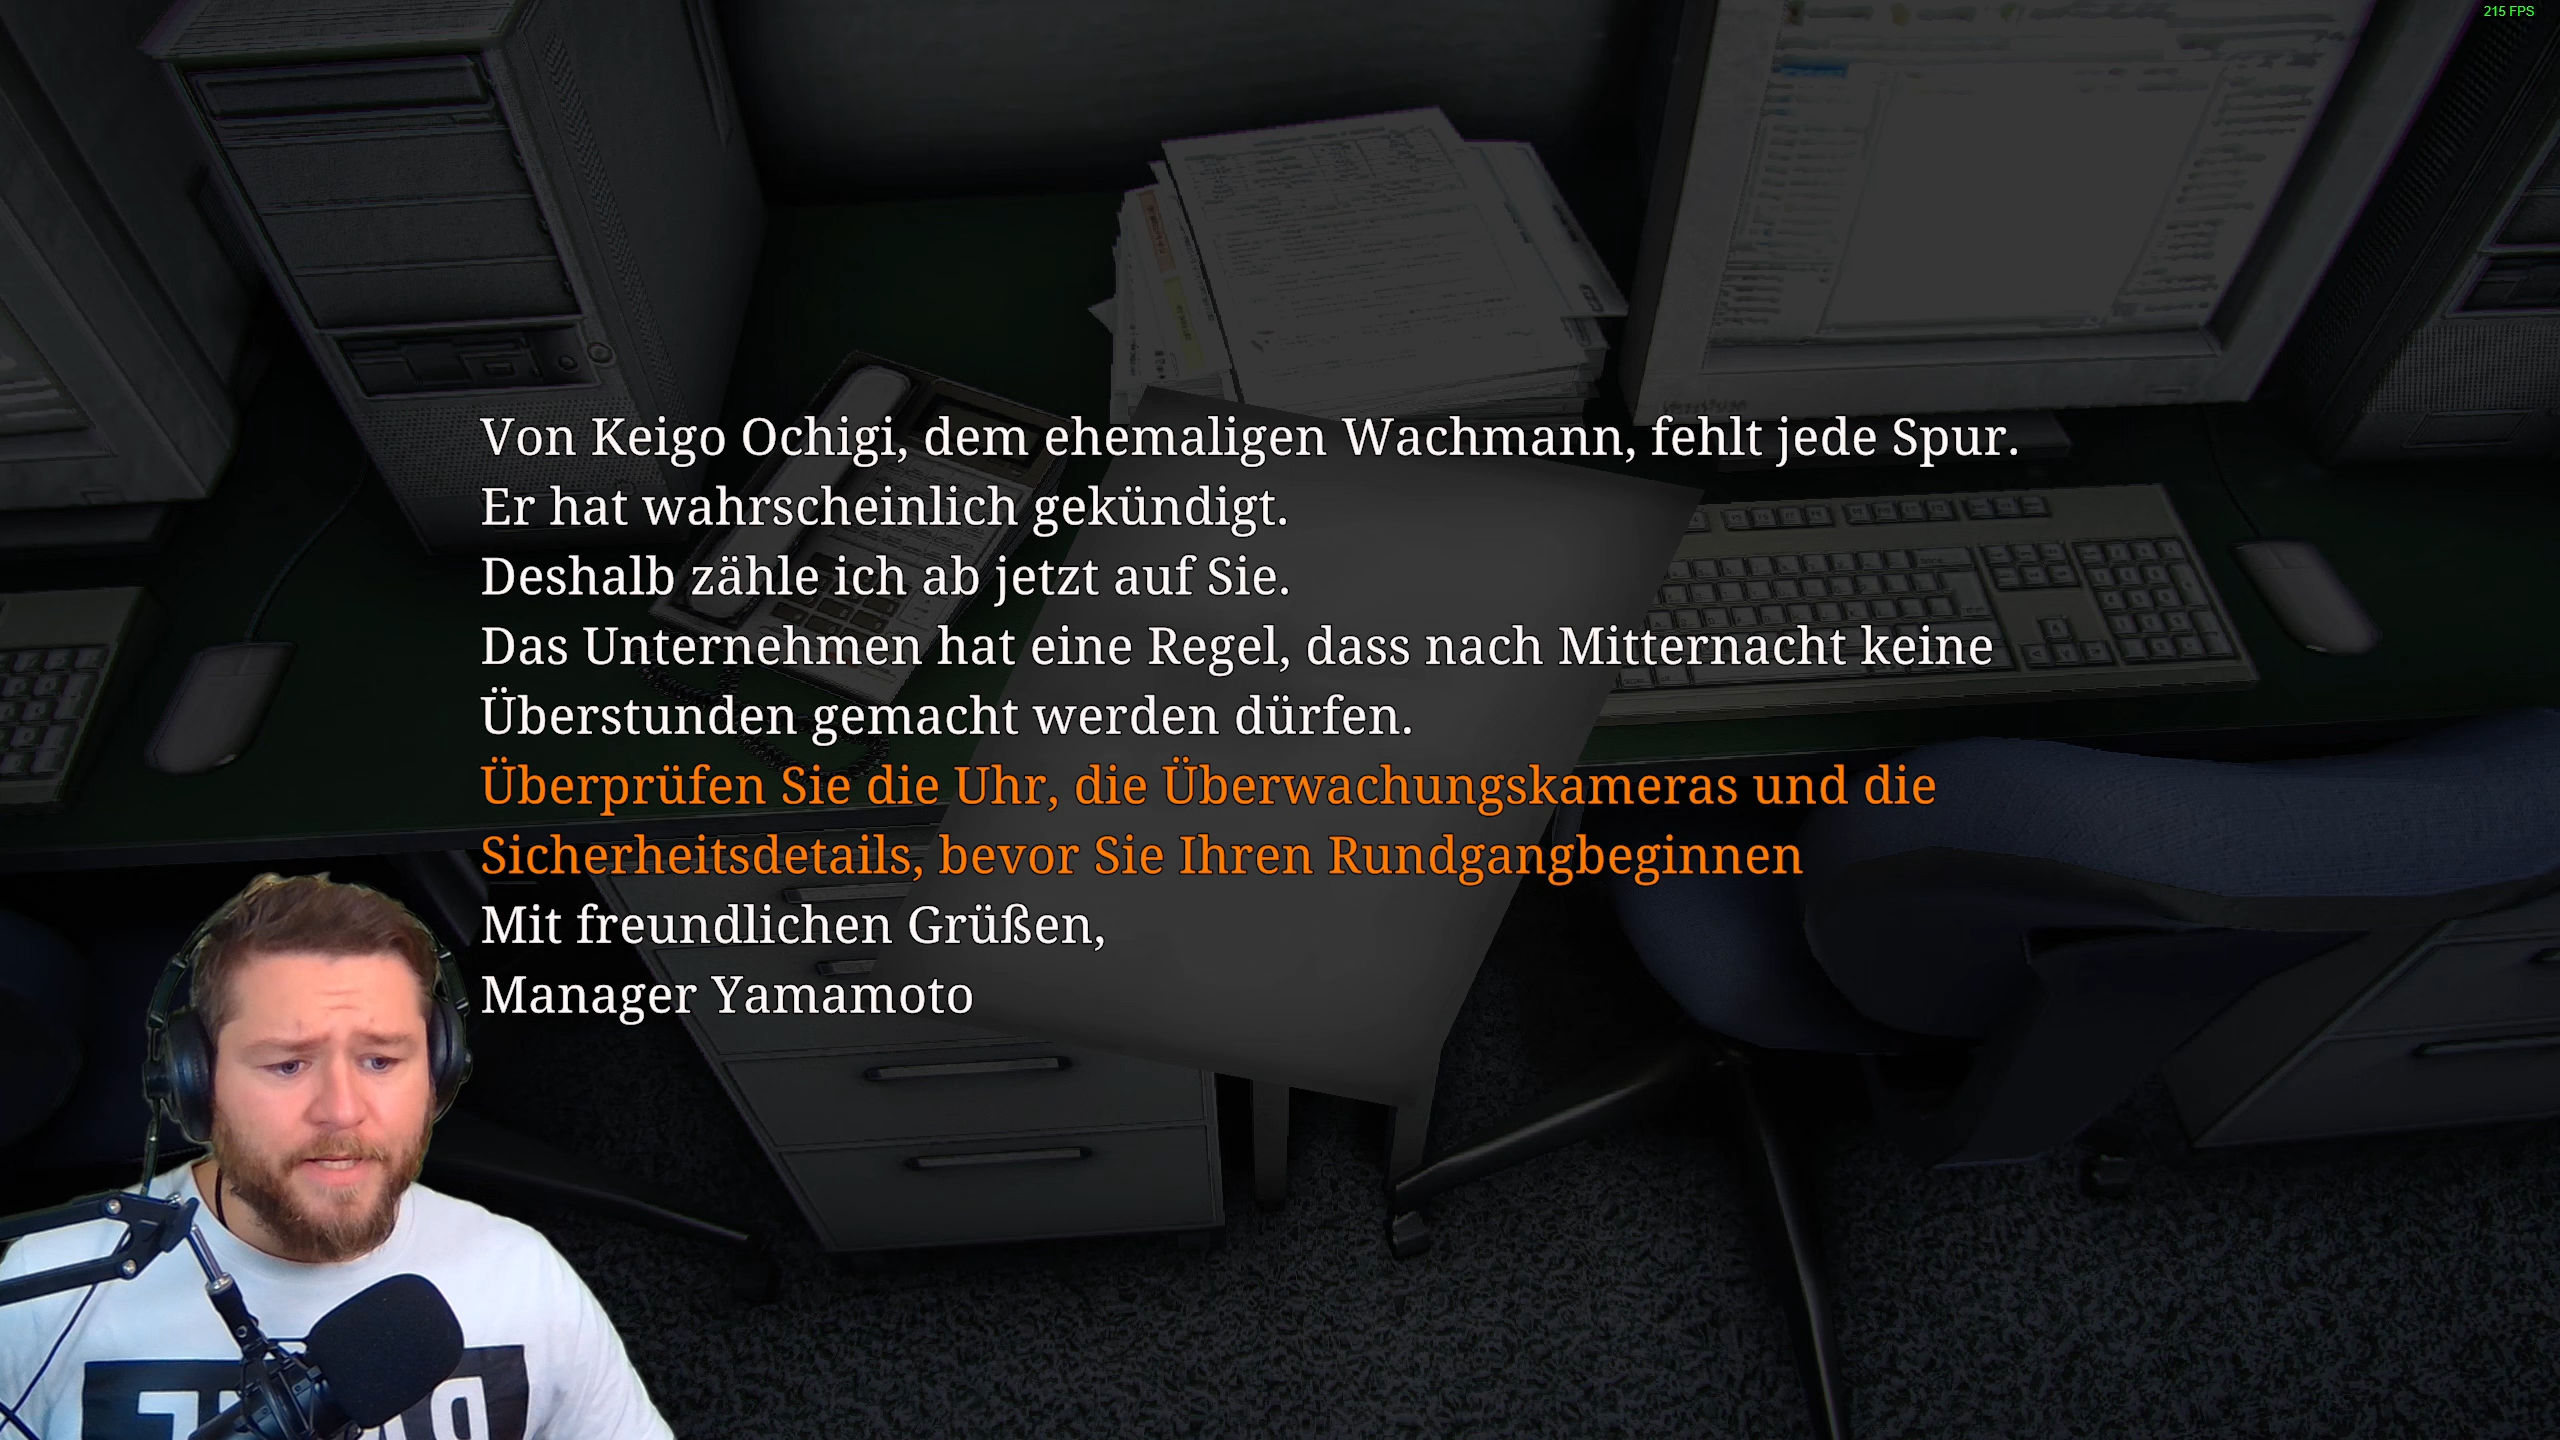 215 FPS
Von Keigo Ochigi, dem ehemaligen Wachmann, fehlt jede Spur.
Er hat wahrscheinlich gekündigt.
Deshalb zähle ich ab jetzt auf Sie.
Das Unternehmen hat eine Regel, dass nach Mitternacht keine
Überstunden gemacht werden dürfen.
Überprüfen Sie die Uhr, die Überwachungskameras und die
Sicherheitsdetails, bevor Sie Ihren Rundgangbeginnen
Mit freundlichen Grüßen,
Manager Yamamoto